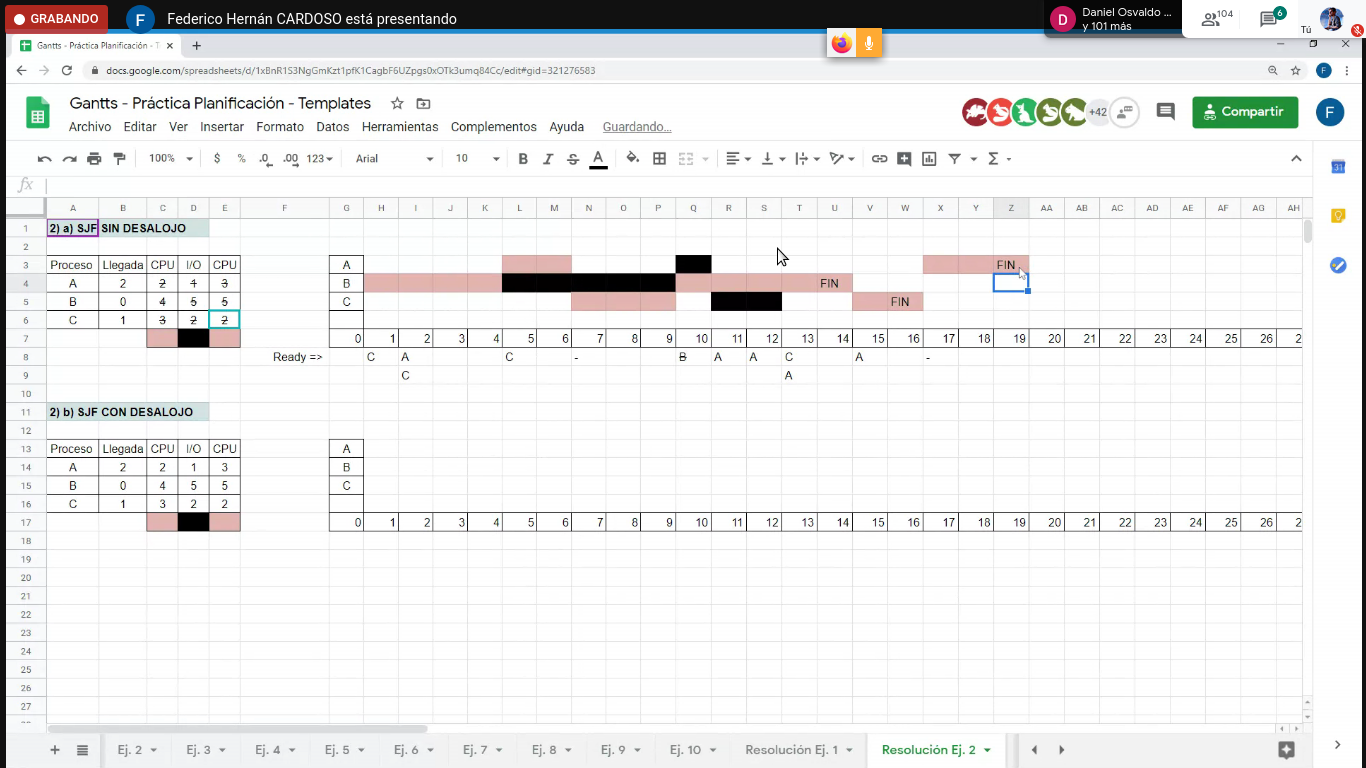 GRABANDO
F
Federico Hernán CARDOSO está presentando
D
Daniel Osvaldo ...
y 101 más
104
6
Tú
Gantts - Práctica Planificación - T
docs.google.com/spreadsheets/d/1xBnR1S3NgGmKzt1pfK1CagbF6UZpgs0xOTk3umq84Cc/edit#gid=321276583
F
Gantts - Práctica Planificación - Templates
+42
Compartir
F
Archivo Editar Ver Insertar Formato Datos Herramientas Complementos Ayuda Guardando...
100% $ % .0 .00 123 Arial 10 B I S A
31
fx
A B C D E F G H I J K L M N O P Q R S T U V W X Y Z AA AB AC AD AE AF AG AH
1 2) a) SJF SIN DESALOJO
2
3 Proceso Llegada CPU I/O CPU A FIN
4 A 2 2 1 3 B FIN
5 B 0 4 5 5 C FIN
6 C 1 3 2 2
7 0 1 2 3 4 5 6 7 8 9 10 11 12 13 14 15 16 17 18 19 20 21 22 23 24 25 26 2
8 Ready => C A C - B A A C A -
9 C A
10
11 2) b) SJF CON DESALOJO
12
13 Proceso Llegada CPU I/O CPU A
14 A 2 2 1 3 B
15 B 0 4 5 5 C
16 C 1 3 2 2
17 0 1 2 3 4 5 6 7 8 9 10 11 12 13 14 15 16 17 18 19 20 21 22 23 24 25 26 2
18
19
20
21
22
23
24
25
26
27
Ej. 2 Ej. 3 Ej. 4 Ej. 5 Ej. 6 Ej. 7 Ej. 8 Ej. 9 Ej. 10 Resolución Ej. 1 Resolución Ej. 2